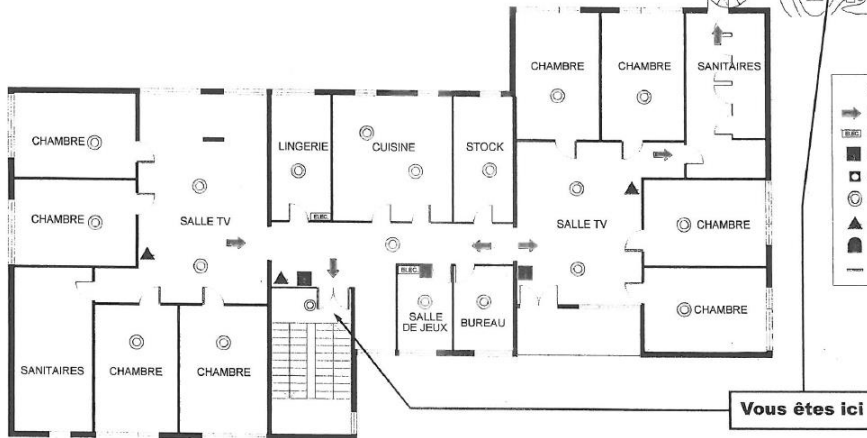 CHAMBRE
CHAMBRE
SANITAIRES
CHAMBRE
LINGERIE
CUISINE
STOCK
ELEC.
CHAMBRE
SALLE TV
SALLE TV
CHAMBRE
ELEC.
SALLE
DE JEUX
BUREAU
CHAMBRE
SANITAIRES
CHAMBRE
CHAMBRE
Vous êtes ici
ELEC.